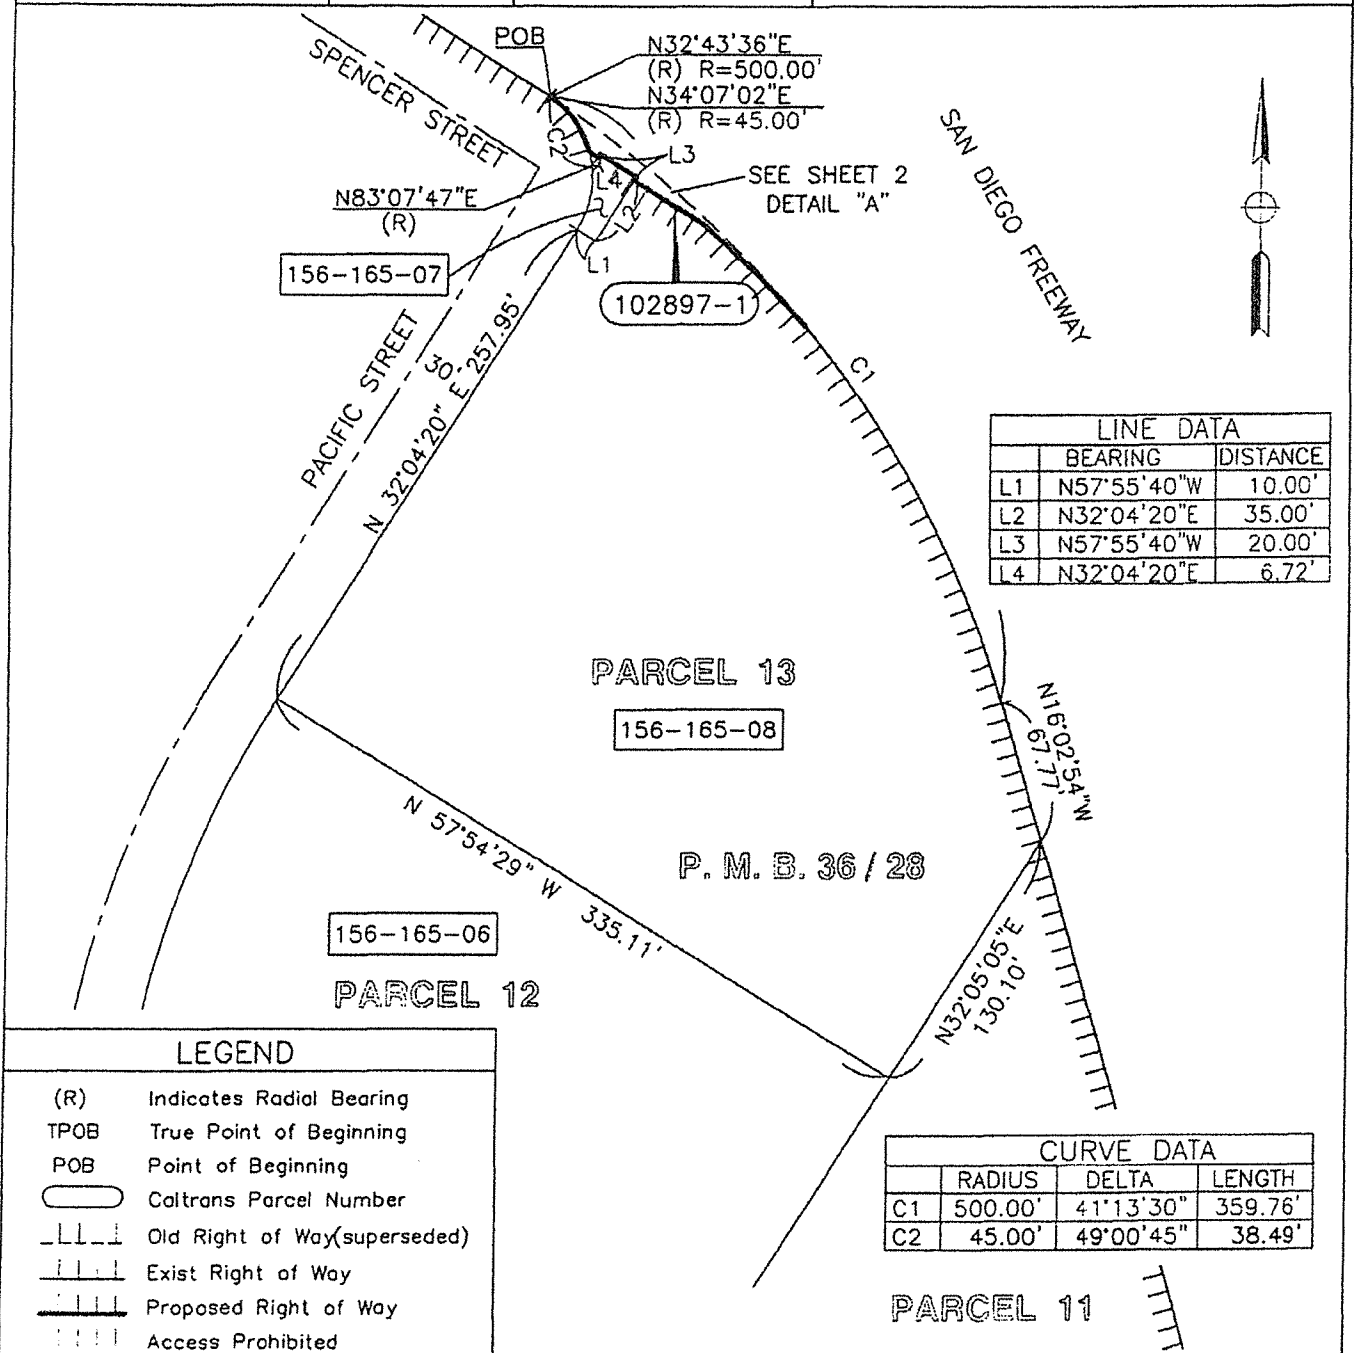 POB
N32°43'36"E
(R) R=500.00'
N34°07'02"E
(R) R=45.00'
SPENCER STREET
C2
L3
L4
SEE SHEET 2
DETAIL "A"
SAN DIEGO FREEWAY
N83°07'47"E
(R)
L2
156-165-07
L1
102897-1
PACIFIC STREET
30'
N 32°04'20" E 257.95'
C1
LINE DATA
BEARING DISTANCE
L1 N57°55'40"W 10.00'
L2 N32°04'20"E 35.00'
L3 N57°55'40"W 20.00'
L4 N32°04'20"E 6.72'
PARCEL 13
156-165-08
N16°02'54"W
67.77'
N 57°54'29" W 335.11'
P. M. B. 36 / 28
156-165-06
PARCEL 12
N32°05'05"E
130.10'
LEGEND
(R) Indicates Radial Bearing
TPOB True Point of Beginning
POB Point of Beginning
Caltrans Parcel Number
Old Right of Way(superseded)
Exist Right of Way
Proposed Right of Way
Access Prohibited
CURVE DATA
RADIUS DELTA LENGTH
C1 500.00' 41°13'30" 359.76'
C2 45.00' 49°00'45" 38.49'
PARCEL 11